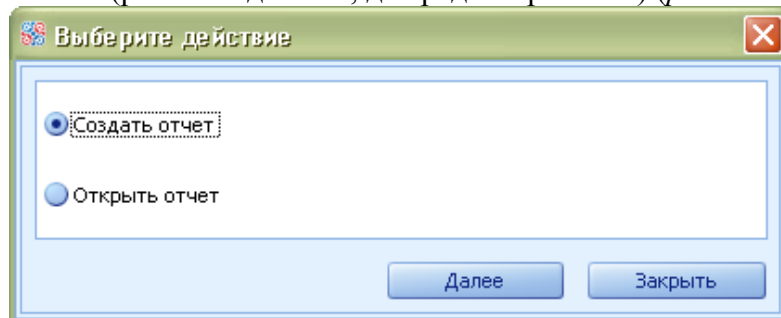 Выберите действие
Создать отчет
Открыть отчет
Далее Закрыть